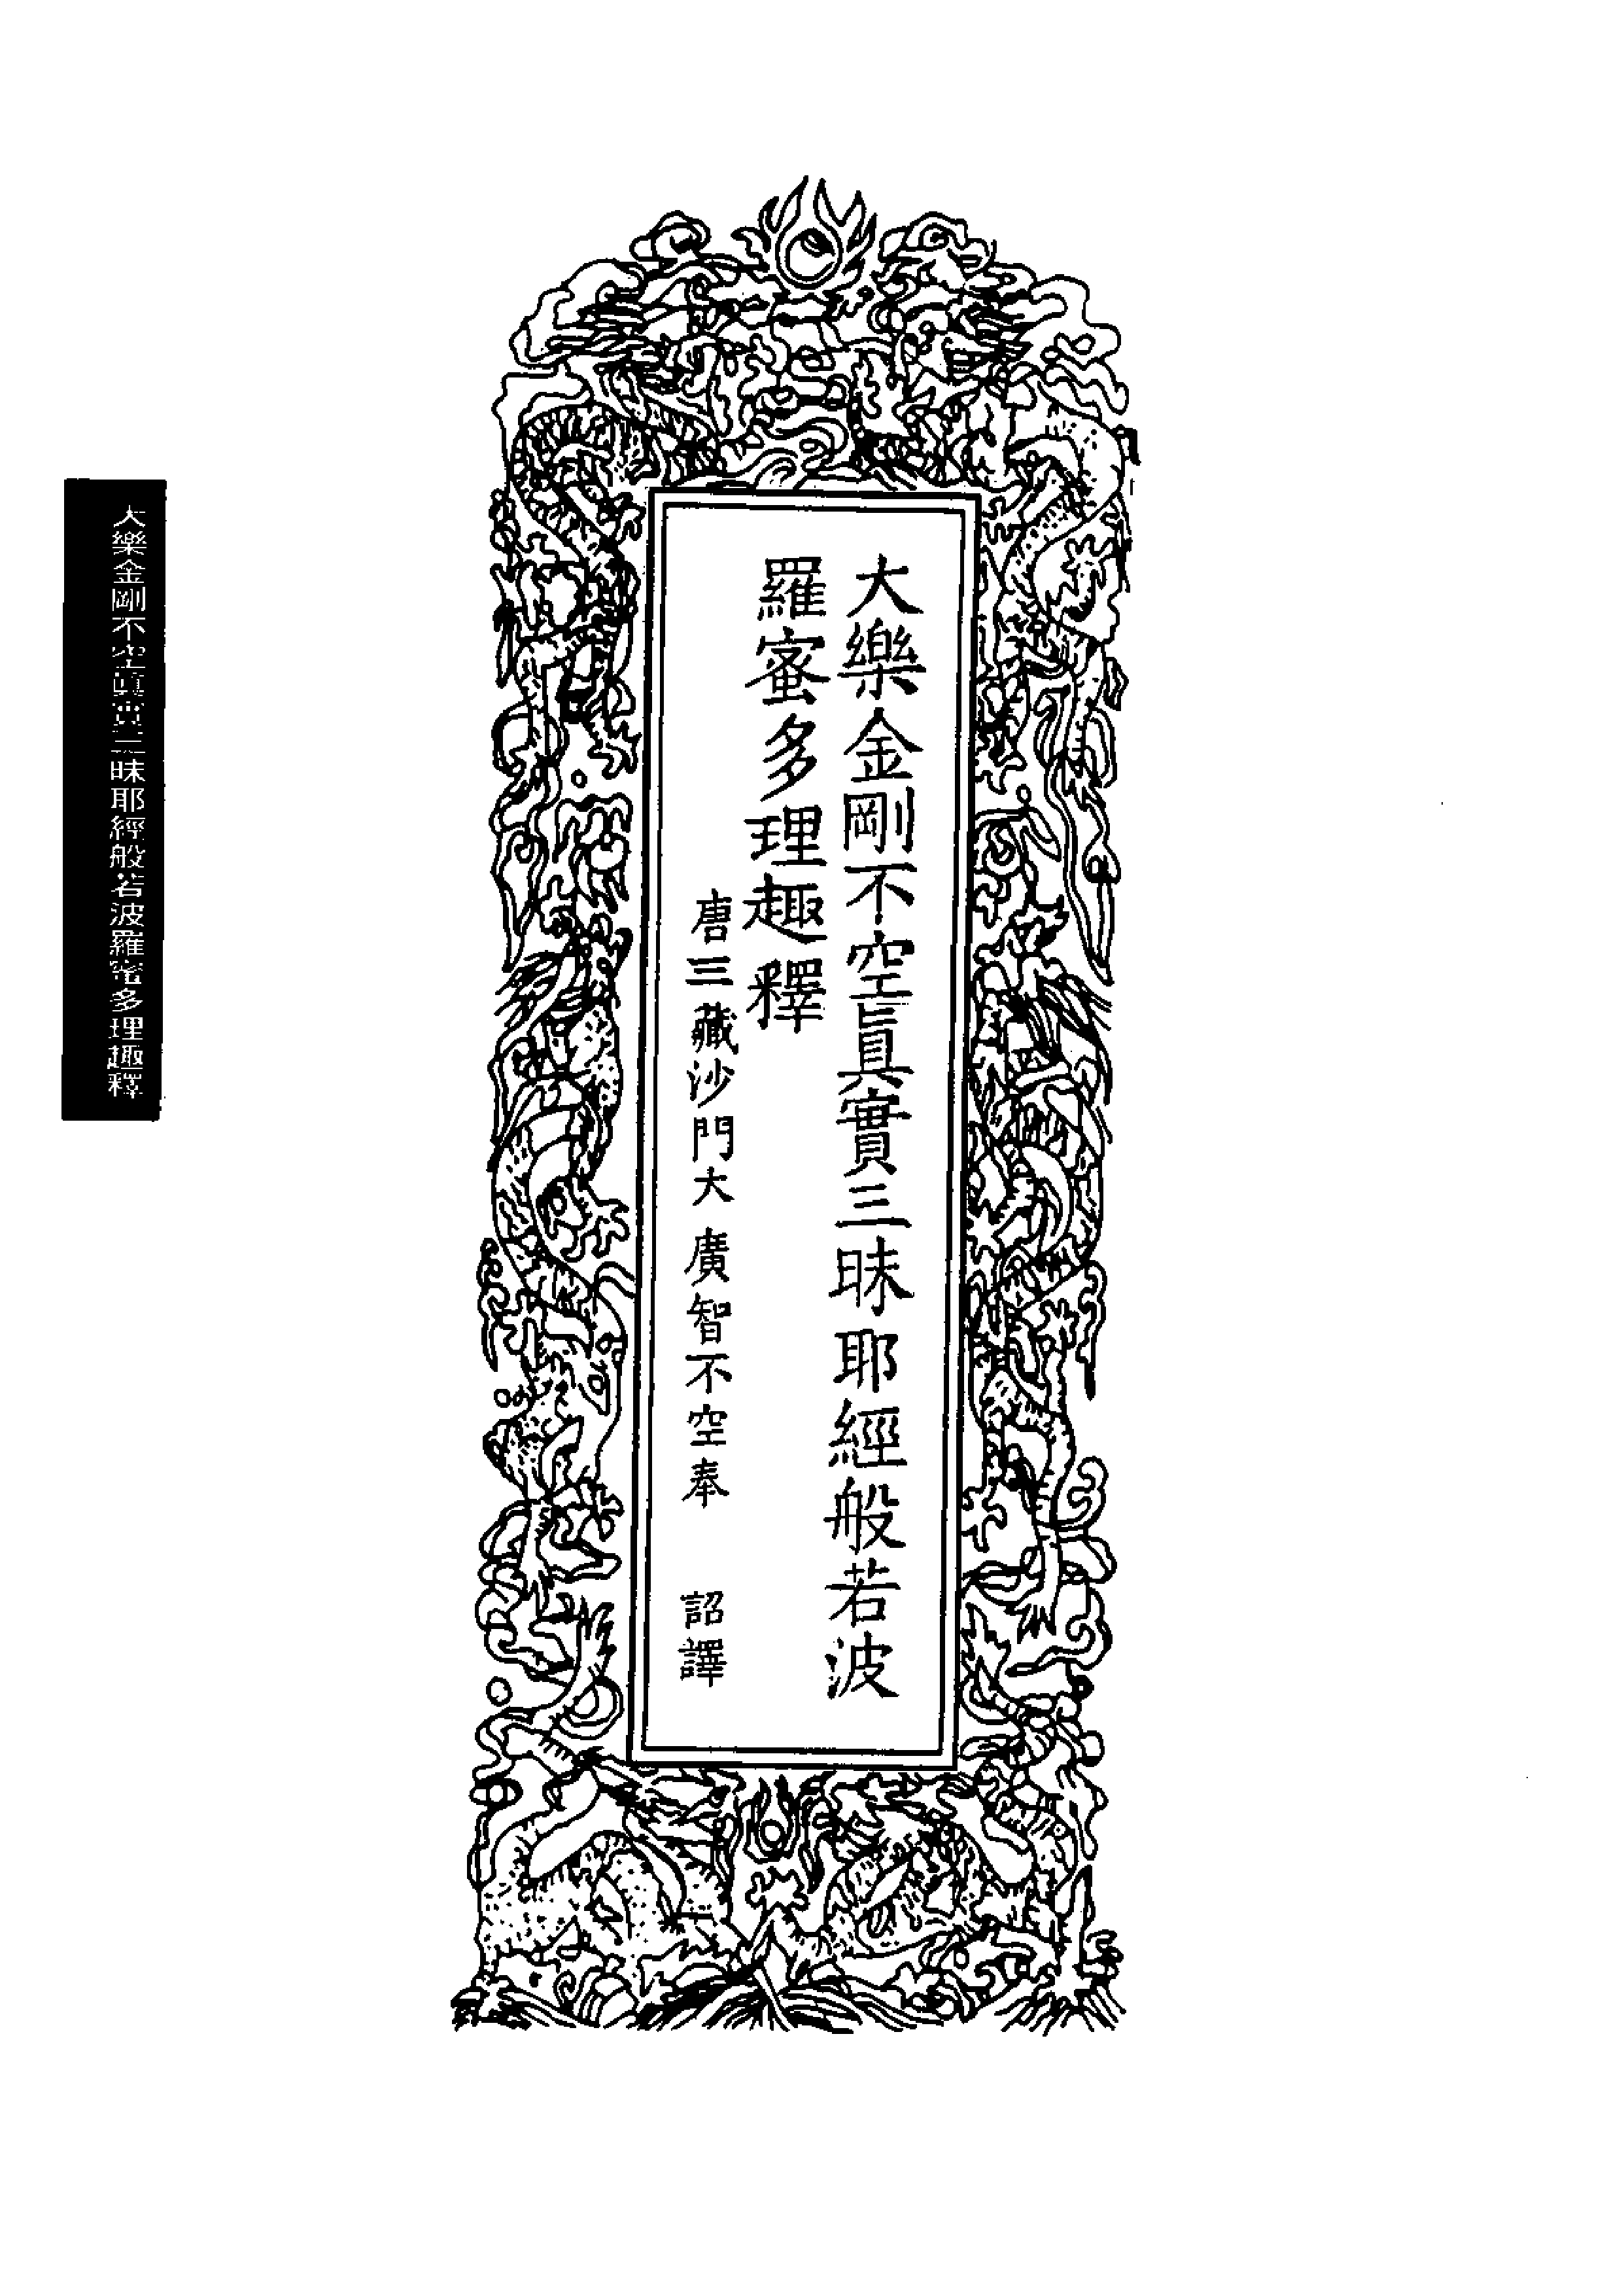 大樂金剛不空眞實三昧耶經般若波
羅蜜多理趣釋
唐三藏沙門大廣智不空奉　詔譯
大樂金剛不空眞實三昧耶經般若波羅蜜多理趣釋